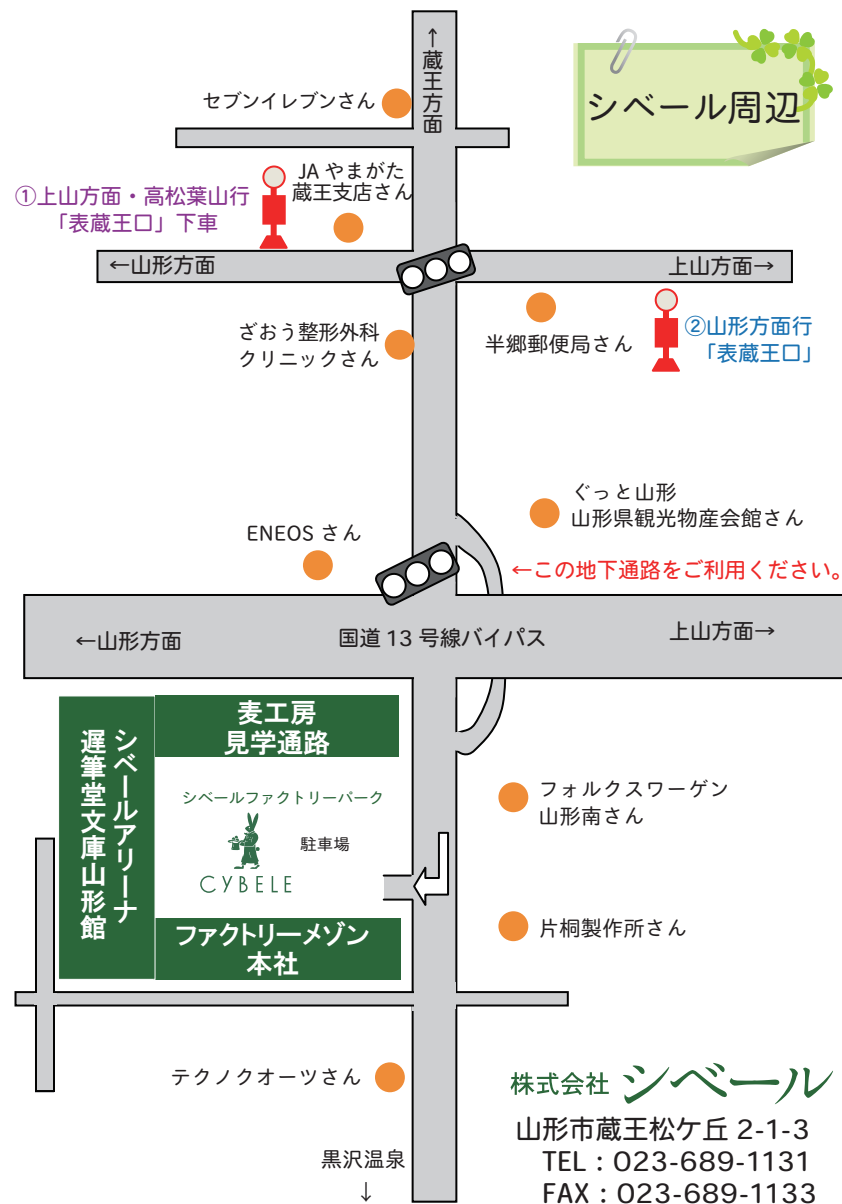 ↑蔵王方面
シベール周辺
セブンイレブンさん
JA やまがた
蔵王支店さん
①上山方面・高松葉山行
「表蔵王口」下車
←山形方面
上山方面→
ざおう整形外科
クリニックさん
半郷郵便局さん
②山形方面行
「表蔵王口」
ぐっと山形
山形県観光物産会館さん
ENEOS さん
←この地下通路をご利用ください。
←山形方面
国道 13 号線バイパス
上山方面→
麦工房
見学通路
シベールアリーナ
遅筆堂文庫山形館
シベールファクトリーパーク
駐車場
CYBELE
ファクトリーメゾン
本社
フォルクスワーゲン
山形南さん
片桐製作所さん
テクノクオーツさん
黒沢温泉
↓
株式会社 シベール
山形市蔵王松ケ丘 2-1-3
TEL：023-689-1131
FAX：023-689-1133